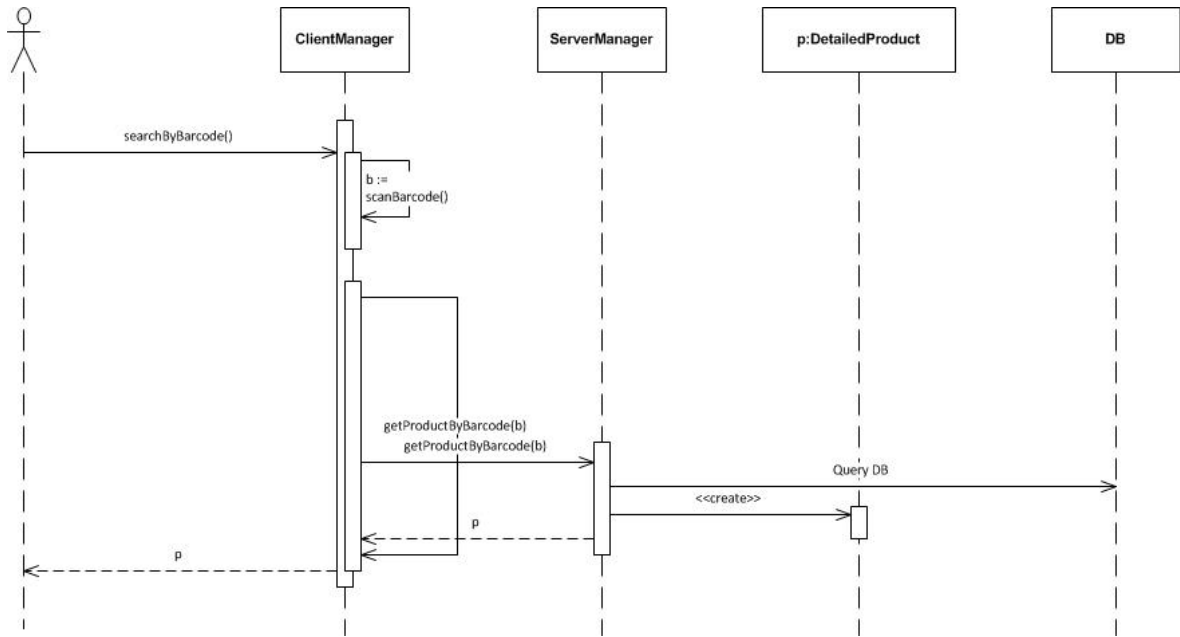 ClientManager
ServerManager
p:DetailedProduct
DB
searchByBarcode()
b :=
scanBarcode()
getProductByBarcode(b)
getProductByBarcode(b)
Query DB
<<create>>
p
p